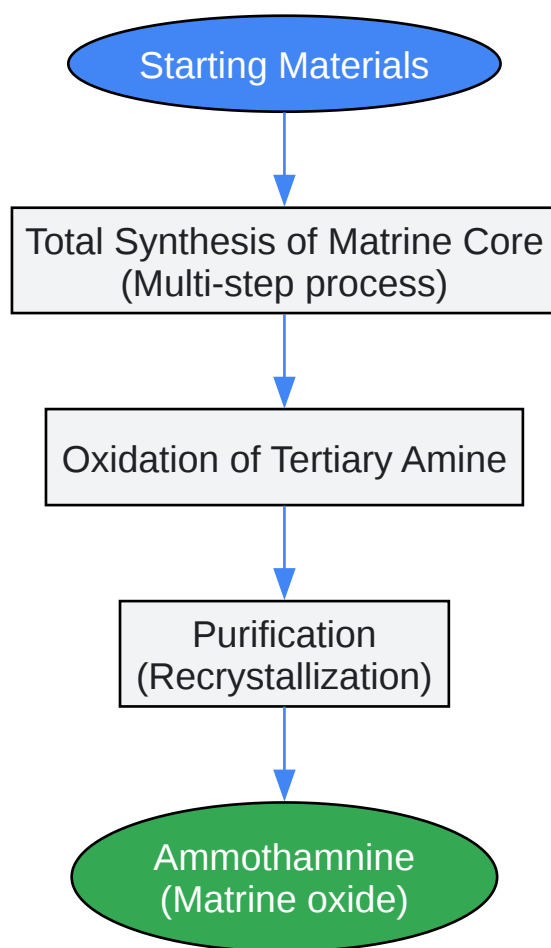 Starting Materials
Total Synthesis of Matrine Core
(Multi-step process)
Oxidation of Tertiary Amine
Purification
(Recrystallization)
Ammothamnine
(Matrine oxide)